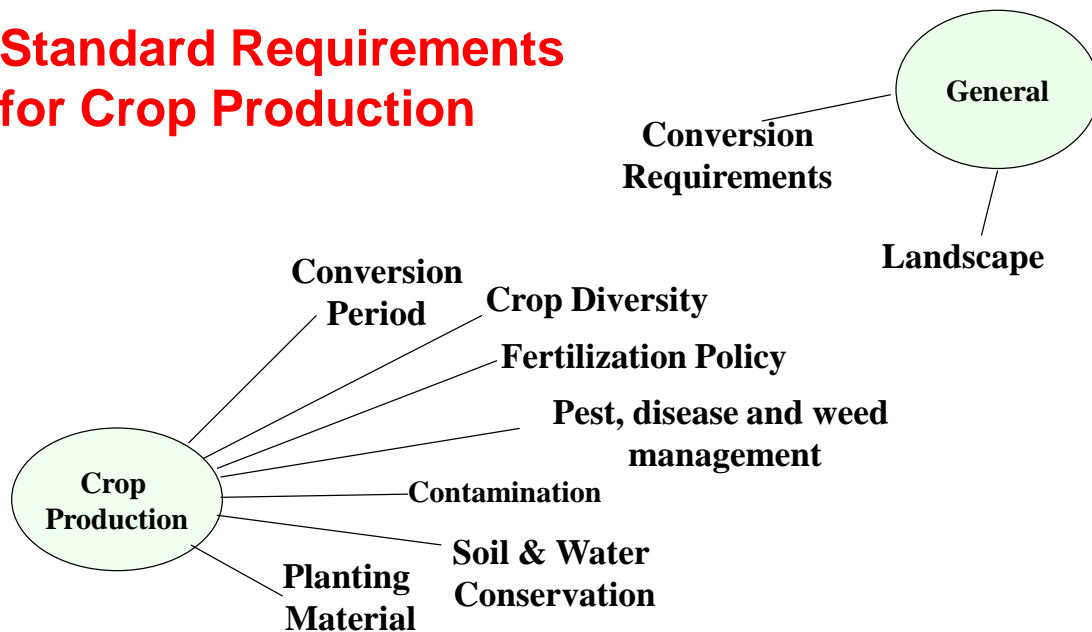 Standard Requirements
for Crop Production
General
Conversion
Requirements
Landscape
Conversion
Period
Crop Diversity
Fertilization Policy
Pest, disease and weed
management
Crop
Production
Contamination
Soil & Water
Conservation
Planting
Material